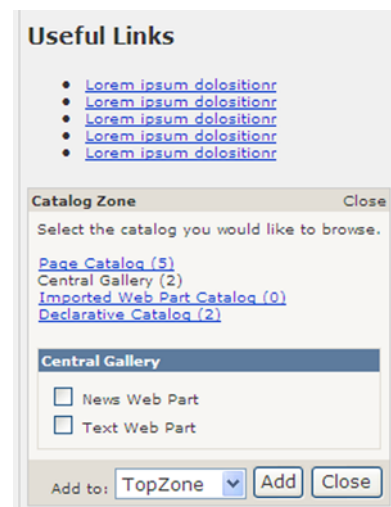 Useful Links
Lorem ipsum dolositionr
Lorem ipsum dolositionr
Lorem ipsum dolositionr
Lorem ipsum dolositionr
Lorem ipsum dolositionr
Catalog Zone Close
Select the catalog you would like to browse.
Page Catalog (5)
Central Gallery (2)
Imported Web Part Catalog (0)
Declarative Catalog (2)
Central Gallery
News Web Part
Text Web Part
Add to: TopZone Add Close